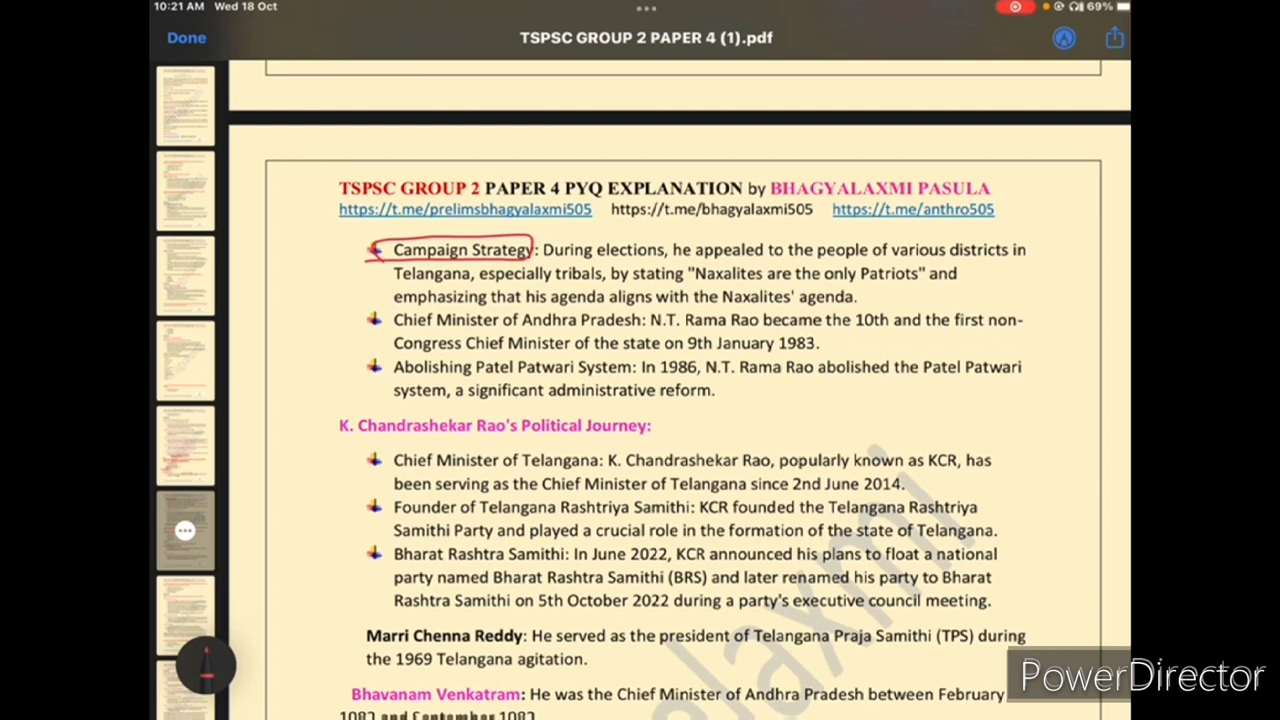 10:21 AM Wed 18 Oct
69%
Done
TSPSC GROUP 2 PAPER 4 (1).pdf
TSPSC GROUP 2 PAPER 4 PYQ EXPLANATION by BHAGYALAXMI PASULA
https://t.me/prelimsbhagyalaxmi505 https://t.me/bhagyalaxmi505 https://t.me/anthro505
Campaign Strategy: During elections, he appealed to the people of various districts in
Telangana, especially tribals, by stating "Naxalites are the only Patriots" and
emphasizing that his agenda aligns with the Naxalites' agenda.
Chief Minister of Andhra Pradesh: N.T. Rama Rao became the 10th and the first non-
Congress Chief Minister of the state on 9th January 1983.
Abolishing Patel Patwari System: In 1986, N.T. Rama Rao abolished the Patel Patwari
system, a significant administrative reform.
K. Chandrashekar Rao's Political Journey:
Chief Minister of Telangana: K. Chandrashekar Rao, popularly known as KCR, has
been serving as the Chief Minister of Telangana since 2nd June 2014.
Founder of Telangana Rashtriya Samithi: KCR founded the Telangana Rashtriya
Samithi Party and played a crucial role in the formation of the state of Telangana.
Bharat Rashtra Samithi: In June 2022, KCR announced his plans to float a national
party named Bharat Rashtra Samithi (BRS) and later renamed his party to Bharat
Rashtra Samithi on 5th October 2022 during a party's executive council meeting.
Marri Chenna Reddy: He served as the president of Telangana Praja Samithi (TPS) during
the 1969 Telangana agitation.
Bhavanam Venkatram: He was the Chief Minister of Andhra Pradesh between February
PowerDirector